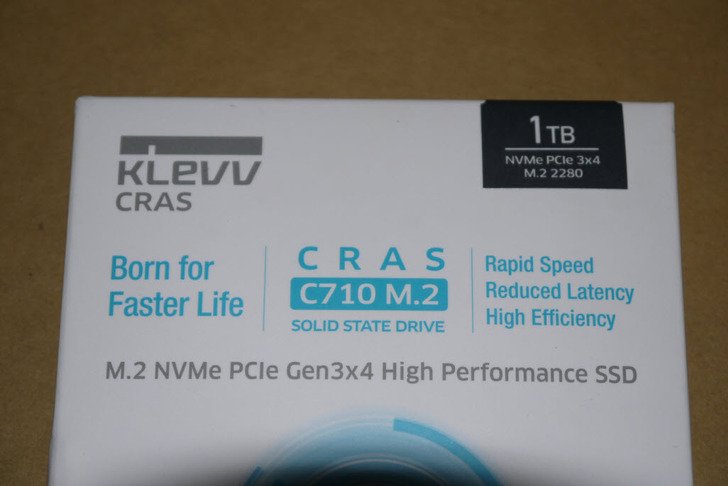 KLEVV
CRAS
1TB
NVMe PCIe 3x4
M.2 2280
Born for
Faster Life
CRAS
C710 M.2
SOLID STATE DRIVE
Rapid Speed
Reduced Latency
High Efficiency
M.2 NVMe PCIe Gen3x4 High Performance SSD